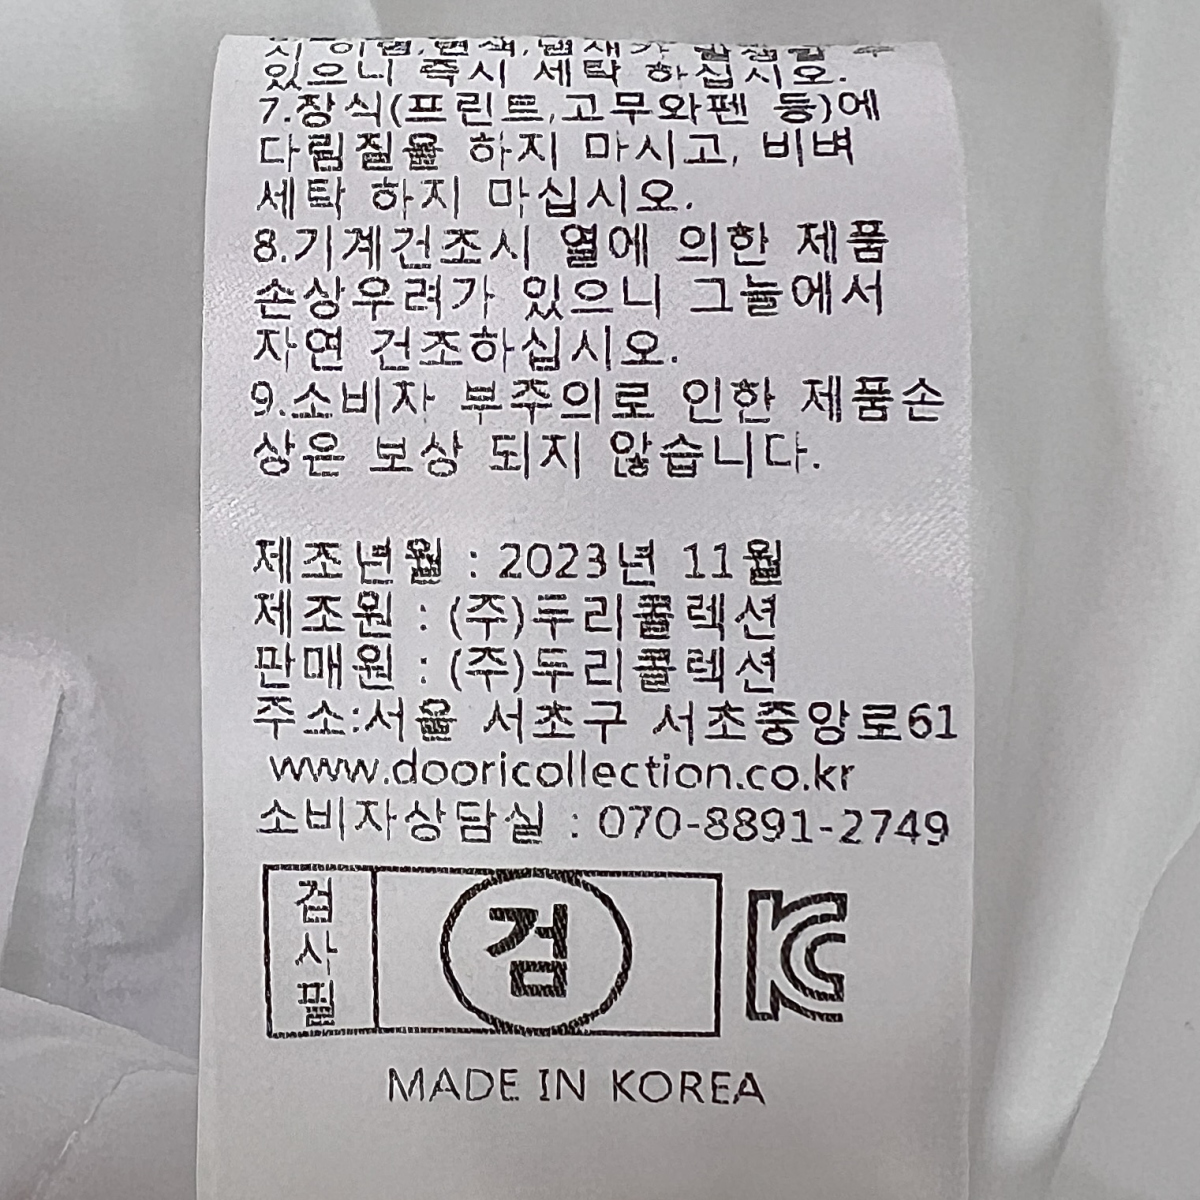 있으니 즉시 세탁 하십시오.
7.장식(프린트,고무와펜 등)에
다림질을 하지 마시고, 비벼
세탁 하지 마십시오.
8.기계건조시 열에 의한 제품
손상우려가 있으니 그늘에서
자연 건조하십시오.
9.소비자 부주의로 인한 제품손
상은 보상 되지 않습니다.
제조년월 : 2023년 11월
제조원 : (주)두리콜렉션
판매원 : (주)두리콜렉션
주소:서울 서초구 서초중앙로61
www.dooricollection.co.kr
소비자상담실 : 070-8891-2749
검사필
검
KC
MADE IN KOREA